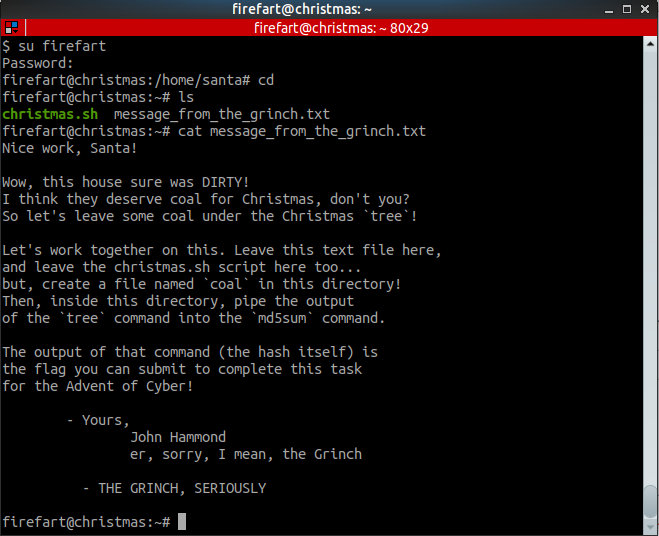 firefart@christmas: ~
firefart@christmas: ~ 80x29
$ su firefart
Password:
firefart@christmas:/home/santa# cd
firefart@christmas:~# ls
christmas.sh  message_from_the_grinch.txt
firefart@christmas:~# cat message_from_the_grinch.txt
Nice work, Santa!

Wow, this house sure was DIRTY!
I think they deserve coal for Christmas, don't you?
So let's leave some coal under the Christmas `tree`!

Let's work together on this. Leave this text file here,
and leave the christmas.sh script here too...
but, create a file named `coal` in this directory!
Then, inside this directory, pipe the output
of the `tree` command into the `md5sum` command.

The output of that command (the hash itself) is
the flag you can submit to complete this task
for the Advent of Cyber!

        - Yours,
                John Hammond
                er, sorry, I mean, the Grinch

          - THE GRINCH, SERIOUSLY

firefart@christmas:~#